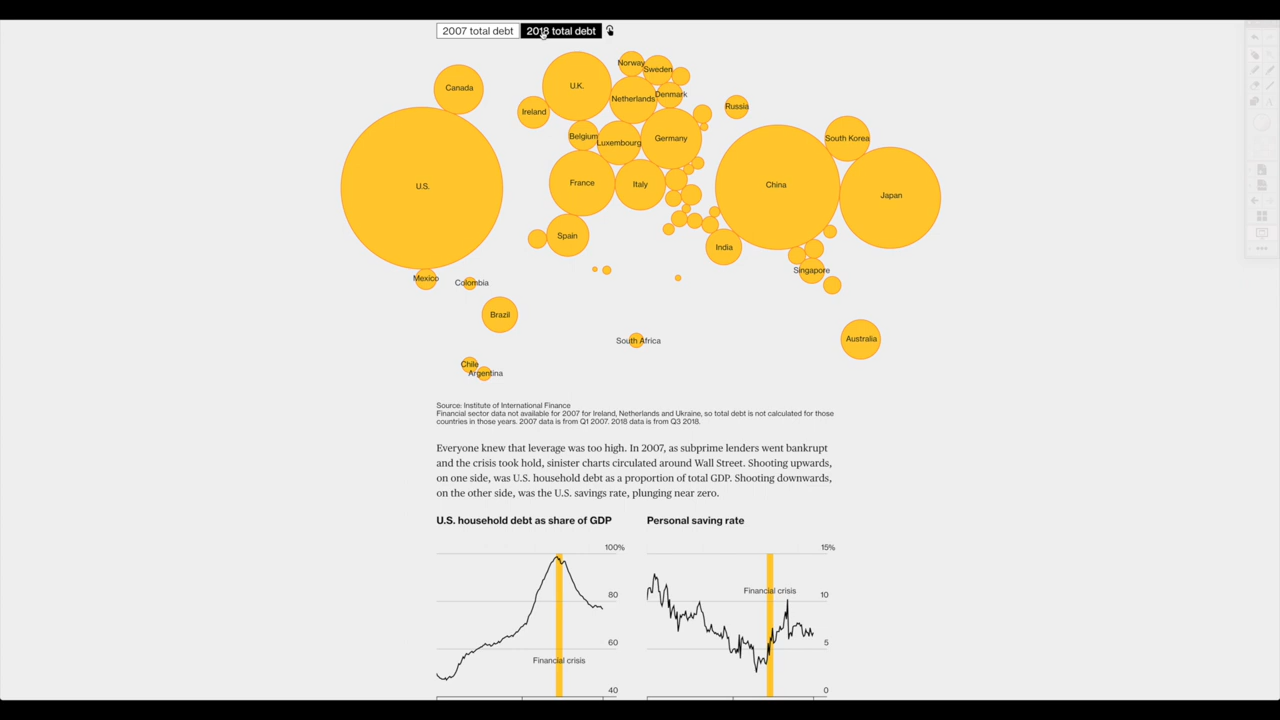 2007 total debt
2018 total debt
Norway
Sweden
Canada
U.K.
Netherlands
Denmark
Russia
Ireland
Belgium
Luxembourg
Germany
South Korea
U.S.
France
Italy
China
Japan
Spain
India
Mexico
Colombia
Singapore
Brazil
South Africa
Australia
Chile
Argentina
Source: Institute of International Finance
Financial sector data not available for 2007 for Ireland, Netherlands and Ukraine, so total debt is not calculated for those
countries in those years. 2007 data is from Q1 2007. 2018 data is from Q3 2018.
Everyone knew that leverage was too high. In 2007, as subprime lenders went bankrupt
and the crisis took hold, sinister charts circulated around Wall Street. Shooting upwards,
on one side, was U.S. household debt as a proportion of total GDP. Shooting downwards,
on the other side, was the U.S. savings rate, plunging near zero.
U.S. household debt as share of GDP
100%
80
60
40
Financial crisis
Personal saving rate
15%
10
5
0
Financial crisis